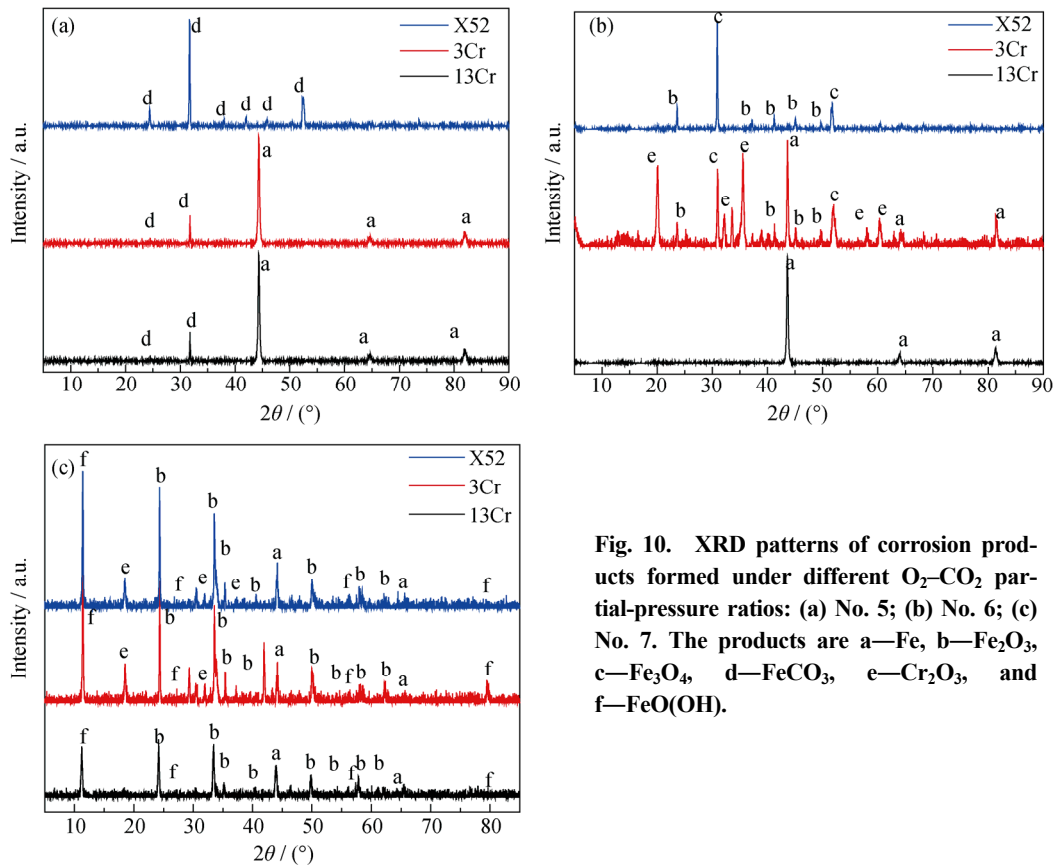 (a)
X52
3Cr
13Cr
d
d
d
d
d
d
d
a
d
d
a
a
a
d
d
a
a
Intensity / a.u.
10 20 30 40 50 60 70 80 90
2θ / (°)
(b)
X52
3Cr
13Cr
c
b
b
b
b
b
c
a
e
e
c
c
b
e
b
b
b
e
e
a
a
a
a
a
Intensity / a.u.
10 20 30 40 50 60 70 80 90
2θ / (°)
(c)
X52
3Cr
13Cr
f
b
b
b
a
e
f
e
e
b
b
f
b
b
a
f
f
b
b
b
a
f
e
b
b
b
f
b
b
a
f
f
b
b
a
f
b
b
b
b
f
b
b
a
f
Intensity / a.u.
10 20 30 40 50 60 70 80
2θ / (°)
Fig. 10. XRD patterns of corrosion prod-
ucts formed under different O₂–CO₂ par-
tial-pressure ratios: (a) No. 5; (b) No. 6; (c)
No. 7. The products are a—Fe, b—Fe₂O₃,
c—Fe₃O₄, d—FeCO₃, e—Cr₂O₃, and
f—FeO(OH).